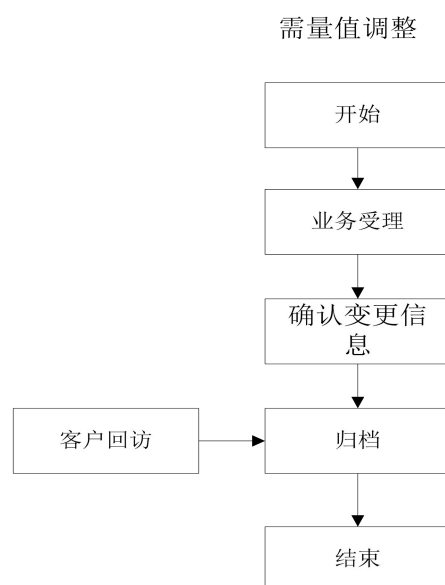 需量值调整
开始
业务受理
确认变更信
息
客户回访
归档
结束